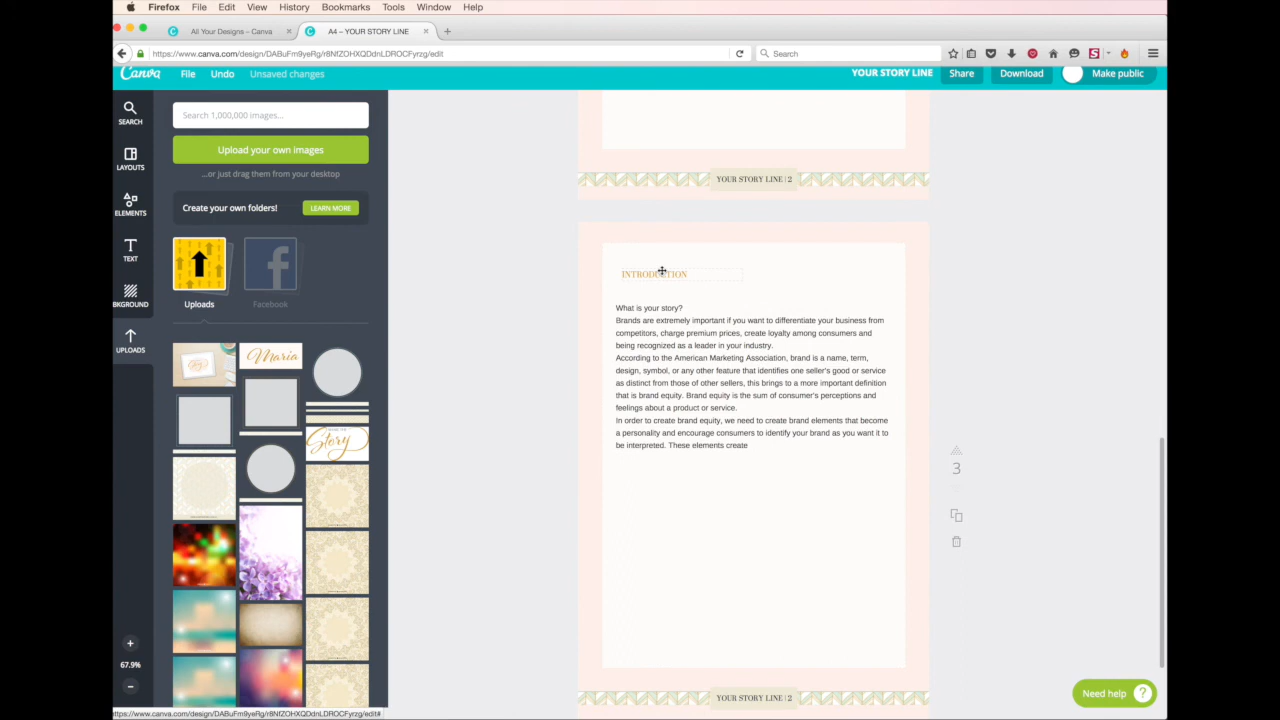 Firefox File Edit View History Bookmarks Tools Window Help
All Your Designs – Canva
A4 – YOUR STORY LINE
https://www.canva.com/design/DABuFm9yeRg/r8NfZOHXQDdnLDROCFyrzg/edit
Search
Canva File Undo Unsaved changes YOUR STORY LINE Share Download Make public
SEARCH
LAYOUTS
ELEMENTS
TEXT
BKGROUND
UPLOADS
+
67.9%
Search 1,000,000 images...
Upload your own images
...or just drag them from your desktop
Create your own folders! LEARN MORE
Uploads Facebook
Maria
Story
YOUR STORY LINE | 2
INTRODUCTION
What is your story?
Brands are extremely important if you want to differentiate your business from
competitors, charge premium prices, create loyalty among consumers and
being recognized as a leader in your industry.
According to the American Marketing Association, brand is a name, term,
design, symbol, or any other feature that identifies one seller's good or service
as distinct from those of other sellers, this brings to a more important definition
that is brand equity. Brand equity is the sum of consumer's perceptions and
feelings about a product or service.
In order to create brand equity, we need to create brand elements that become
a personality and encourage consumers to identify your brand as you want it to
be interpreted. These elements create
3
YOUR STORY LINE | 2
Need help ?
https://www.canva.com/design/DABuFm9yeRg/r8NfZOHXQDdnLDROCFyrzg/edit#